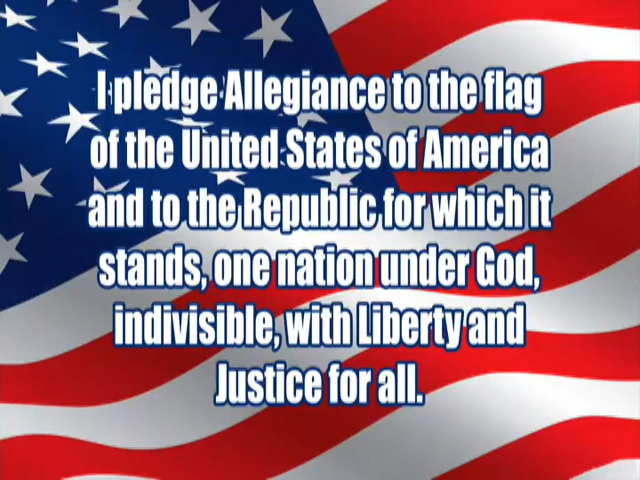 I pledge Allegiance to the flag
of the United States of America
and to the Republic for which it
stands, one nation under God,
indivisible, with Liberty and
Justice for all.